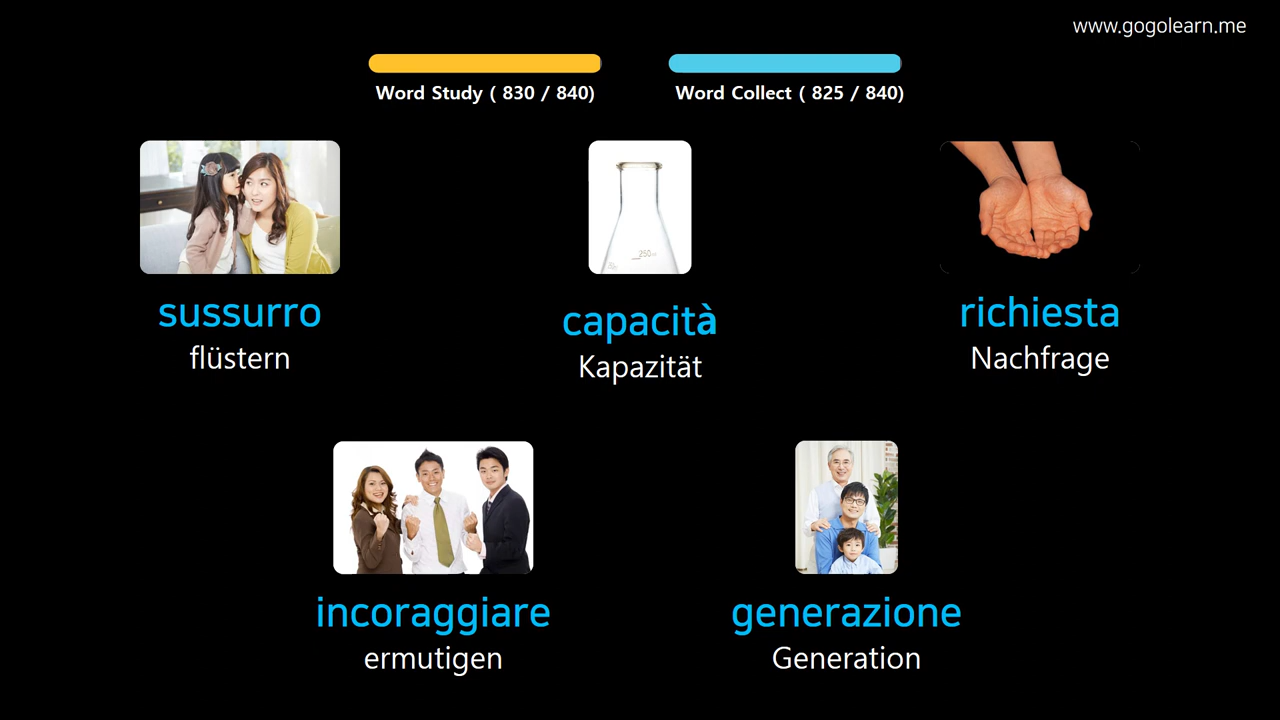 www.gogolearn.me
Word Study ( 830 / 840)
Word Collect ( 825 / 840)
250
sussurro
flüstern
capacità
Kapazität
richiesta
Nachfrage
incoraggiare
ermutigen
generazione
Generation